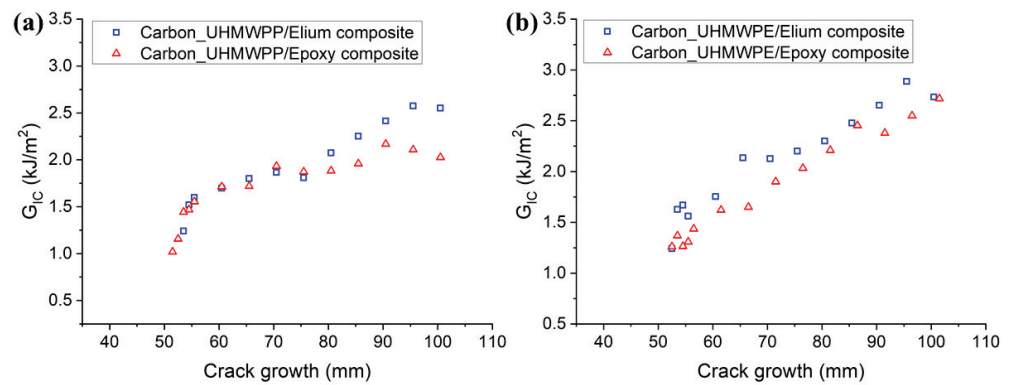 (a)
Carbon_UHMWPP/Elium composite
Carbon_UHMWPP/Epoxy composite
3.5
3.0
2.5
2.0
1.5
1.0
0.5
G_IC (kJ/m²)
40 50 60 70 80 90 100 110
Crack growth (mm)
(b)
Carbon_UHMWPE/Elium composite
Carbon_UHMWPE/Epoxy composite
3.5
3.0
2.5
2.0
1.5
1.0
0.5
G_IC (kJ/m²)
40 50 60 70 80 90 100 110
Crack growth (mm)